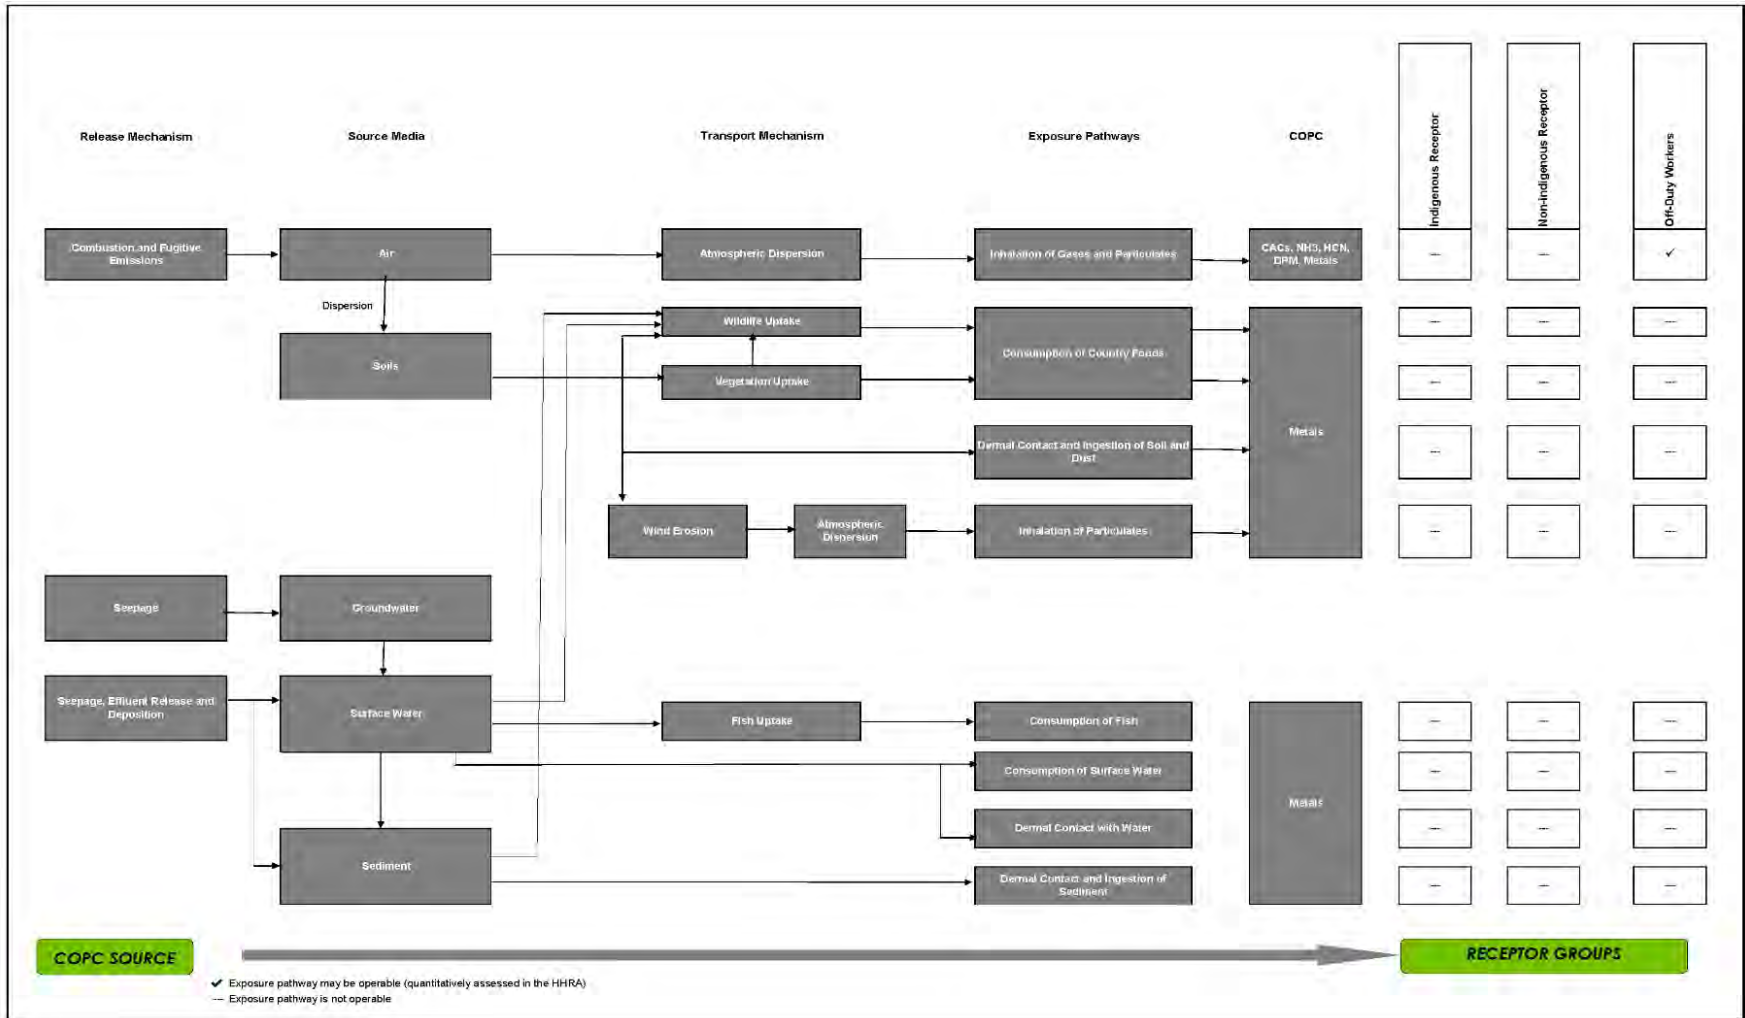 Release Mechanism
Source Media
Transport Mechanism
Exposure Pathways
COPC
Indigenous Receptor
Non-indigenous Receptor
Off-Duty Workers
Combustion and Fugitive
Emissions
Air
Atmospheric Dispersion
Inhalation of Gases and Particulates
CACs, NH3, HCN,
DPM, Metals
---
---
✓
Dispersion
Soils
Wildlife Uptake
Vegetation Uptake
Consumption of Country Foods
Metals
---
---
---
---
---
---
Dermal Contact and Ingestion of Soil and
Dust
---
---
---
Wind Erosion
Atmospheric
Dispersion
Inhalation of Particulates
---
---
---
Seepage
Groundwater
Seepage, Effluent Release and
Deposition
Surface Water
Fish Uptake
Consumption of Fish
Metals
---
---
---
Consumption of Surface Water
---
---
---
Dermal Contact with Water
---
---
---
Sediment
Dermal Contact and Ingestion of
Sediment
---
---
---
COPC SOURCE
RECEPTOR GROUPS
✔ Exposure pathway may be operable (quantitatively assessed in the HHRA)
--- Exposure pathway is not operable